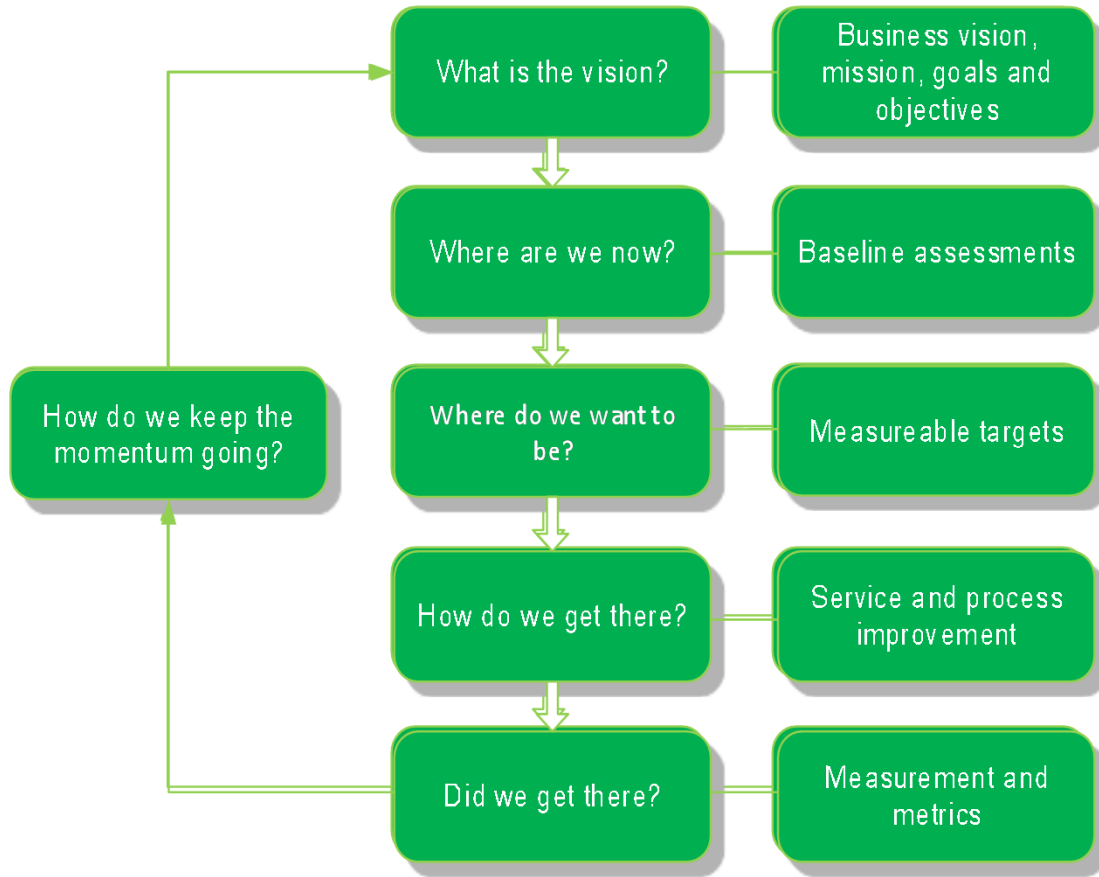 What is the vision?
Business vision,
mission, goals and
objectives
Where are we now?
Baseline assessments
How do we keep the
momentum going?
Where do we want to
be?
Measureable targets
How do we get there?
Service and process
improvement
Did we get there?
Measurement and
metrics